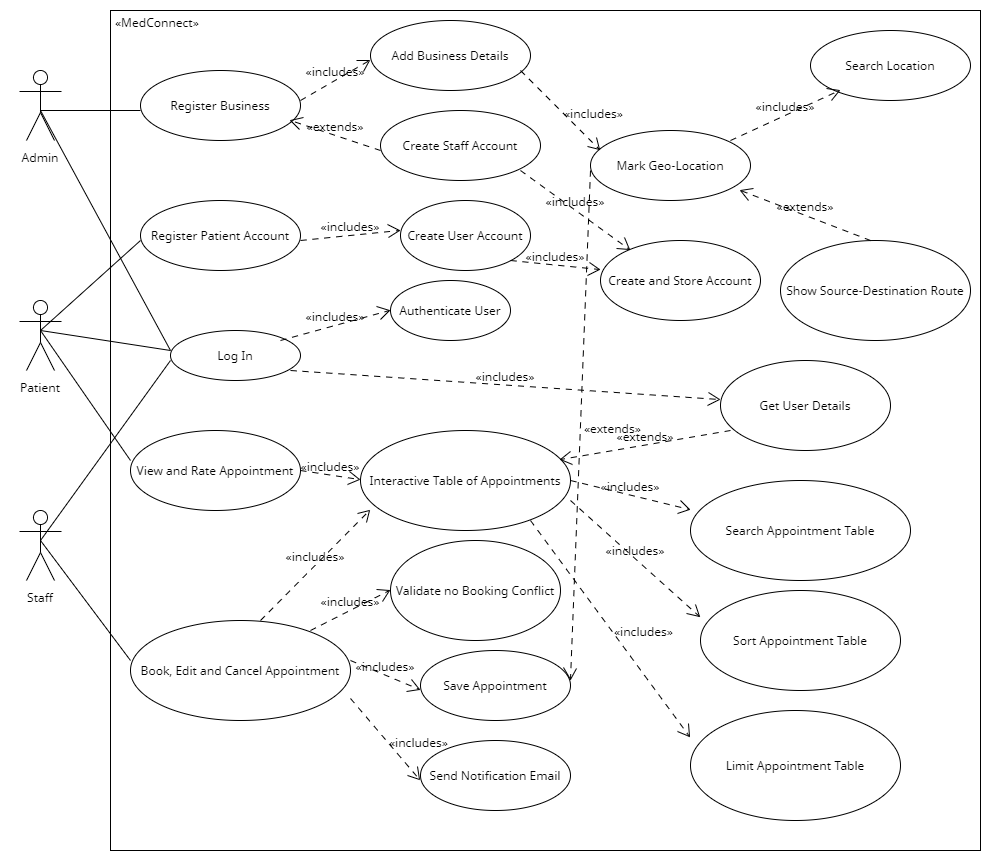 «MedConnect»
Add Business Details
Search Location
«includes»
Register Business
«includes»
«includes»
«extends»
Create Staff Account
Admin
Mark Geo-Location
«includes»
«extends»
Register Patient Account
«includes»
Create User Account
«includes»
Create and Store Account
Show Source-Destination Route
«includes»
Authenticate User
Log In
Patient
«includes»
Get User Details
«extends»
«extends»
View and Rate Appointment
«includes»
Interactive Table of Appointments
«includes»
Search Appointment Table
«includes»
«includes»
Validate no Booking Conflict
Staff
«includes»
«includes»
Sort Appointment Table
Book, Edit and Cancel Appointment
«includes»
Save Appointment
«includes»
Send Notification Email
Limit Appointment Table